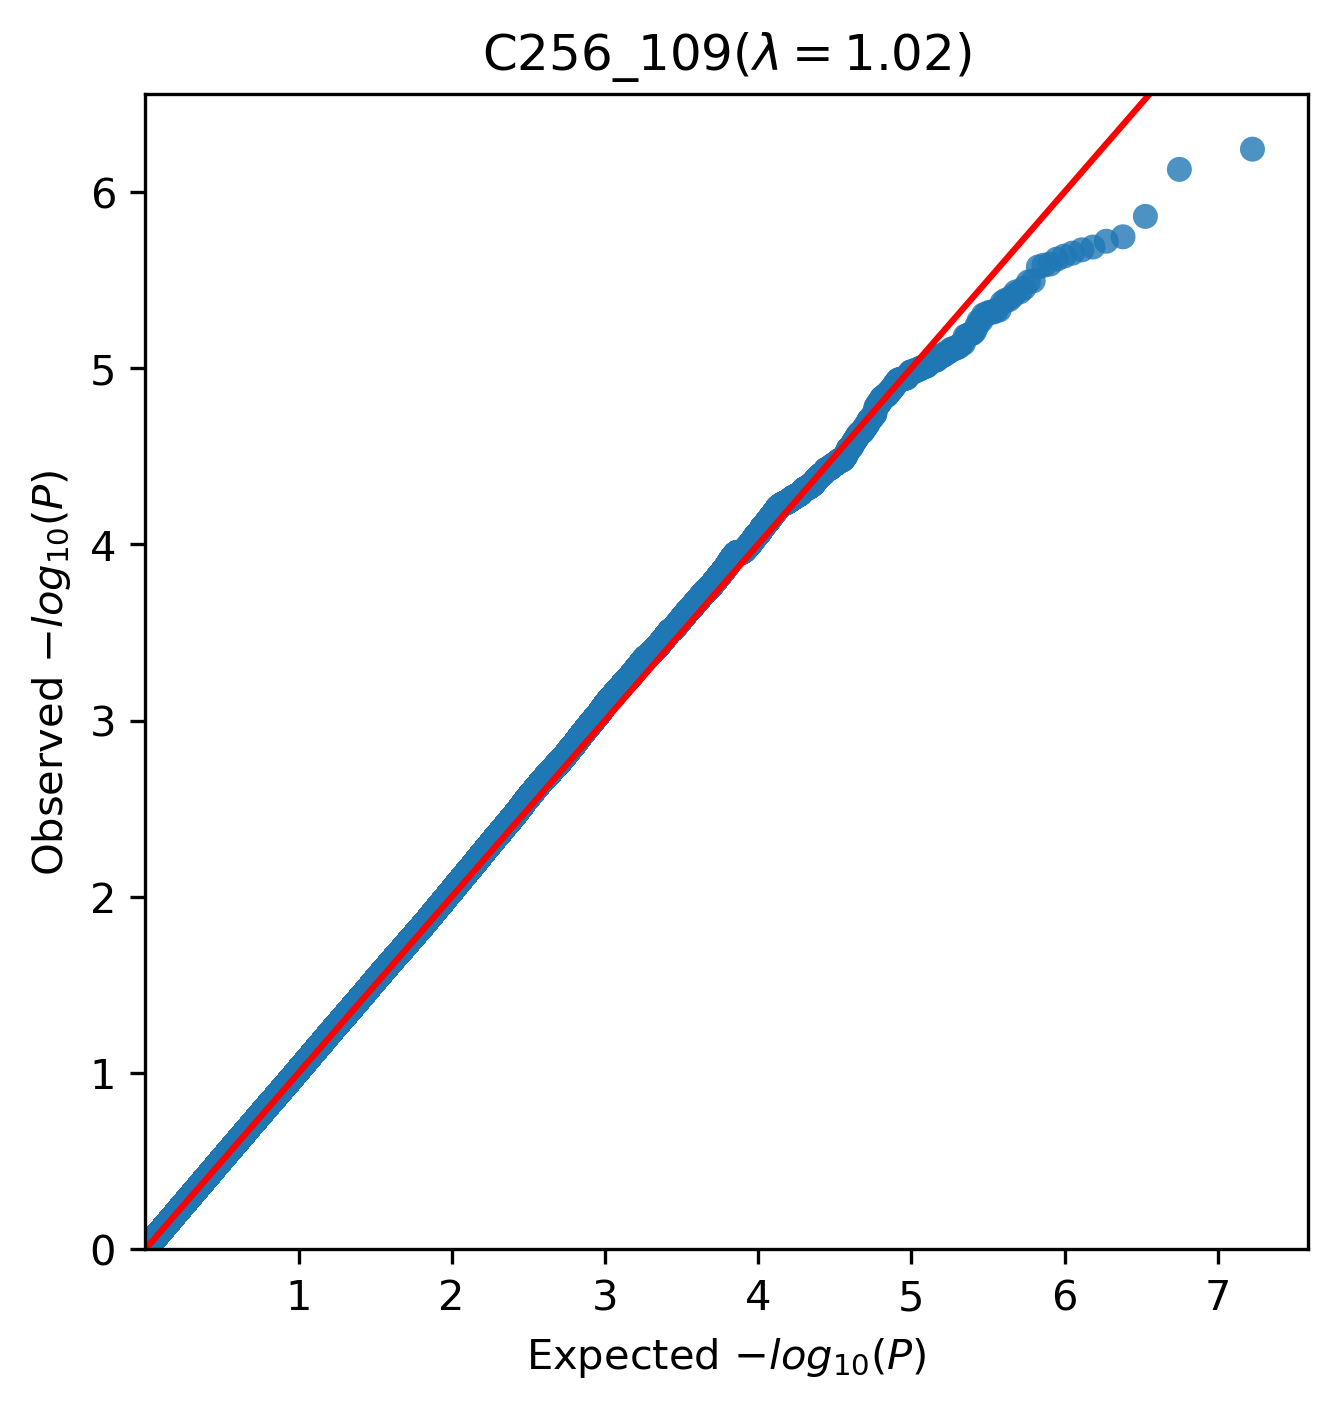 C256_109(λ = 1.02)
Observed −log₁₀(P)
6
5
4
3
2
1
0
1 2 3 4 5 6 7
Expected −log₁₀(P)